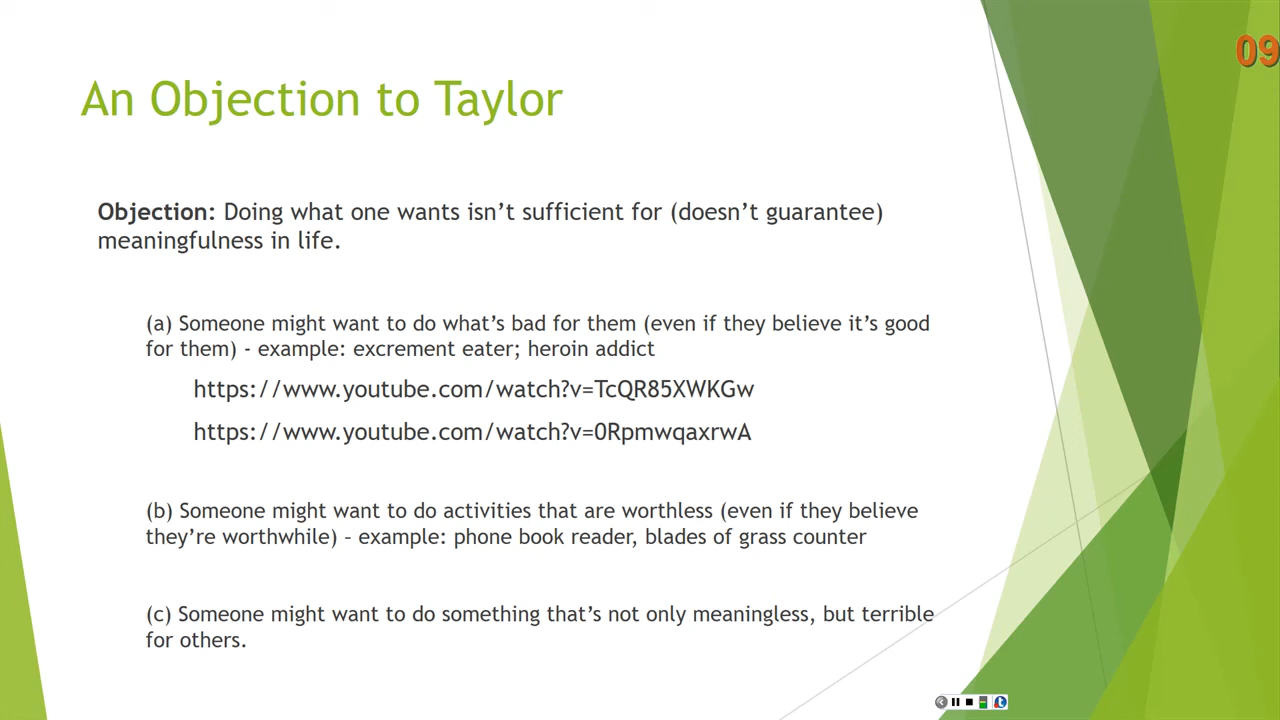 09
An Objection to Taylor
Objection: Doing what one wants isn’t sufficient for (doesn’t guarantee)
meaningfulness in life.
(a) Someone might want to do what’s bad for them (even if they believe it’s good
for them) - example: excrement eater; heroin addict
https://www.youtube.com/watch?v=TcQR85XWKGw
https://www.youtube.com/watch?v=0RpmwqaxrwA
(b) Someone might want to do activities that are worthless (even if they believe
they’re worthwhile) – example: phone book reader, blades of grass counter
(c) Someone might want to do something that’s not only meaningless, but terrible
for others.